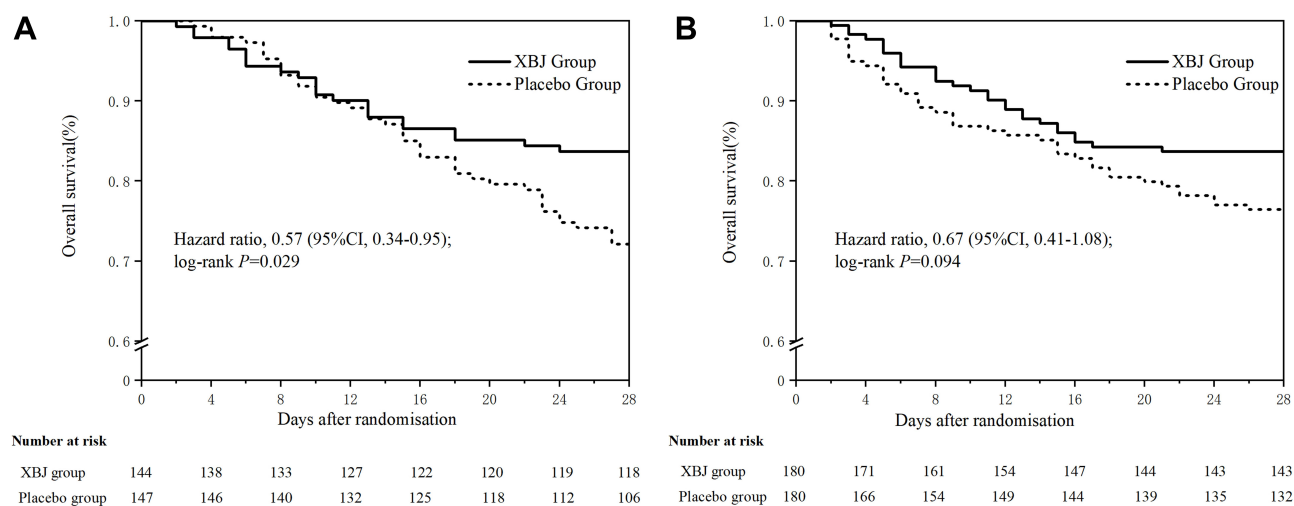 A
Overall survival(%)
1.0
0.9
0.8
0.7
0.6
0
XBJ Group
Placebo Group
Hazard ratio, 0.57 (95%CI, 0.34-0.95);
log-rank P=0.029
0 4 8 12 16 20 24 28
Days after randomisation
Number at risk
XBJ group 144 138 133 127 122 120 119 118
Placebo group 147 146 140 132 125 118 112 106
B
Overall survival(%)
1.0
0.9
0.8
0.7
0.6
0
XBJ Group
Placebo Group
Hazard ratio, 0.67 (95%CI, 0.41-1.08);
log-rank P=0.094
0 4 8 12 16 20 24 28
Days after randomisation
Number at risk
XBJ group 180 171 161 154 147 144 143 143
Placebo group 180 166 154 149 144 139 135 132